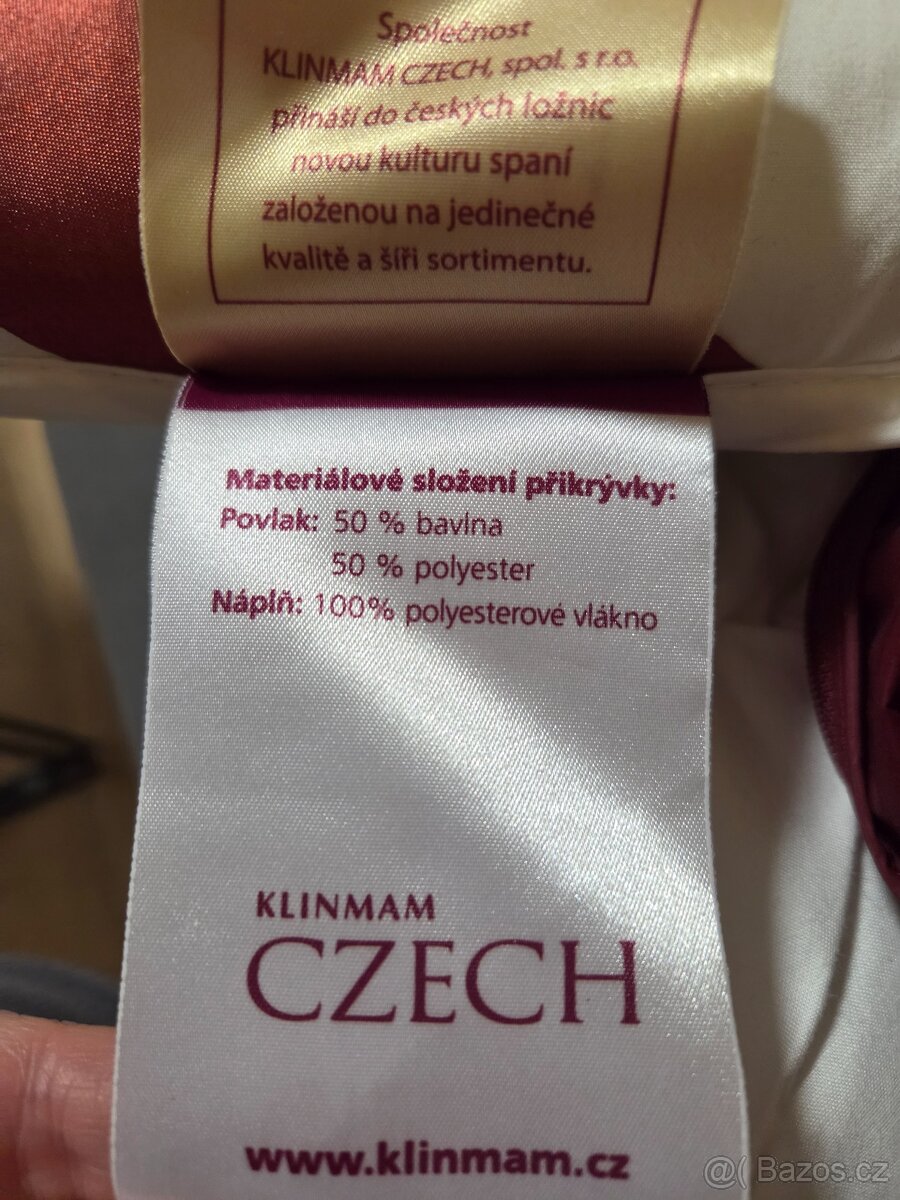 Společnost
KLINMAM CZECH, spol. s r.o.
přináší do českých ložnic
novou kulturu spaní
založenou na jedinečné
kvalitě a šíři sortimentu.
Materiálové složení přikrývky:
Povlak: 50 % bavlna
50 % polyester
Náplň: 100% polyesterové vlákno
KLINMAM
CZECH
www.klinmam.cz
@( Bazos.cz